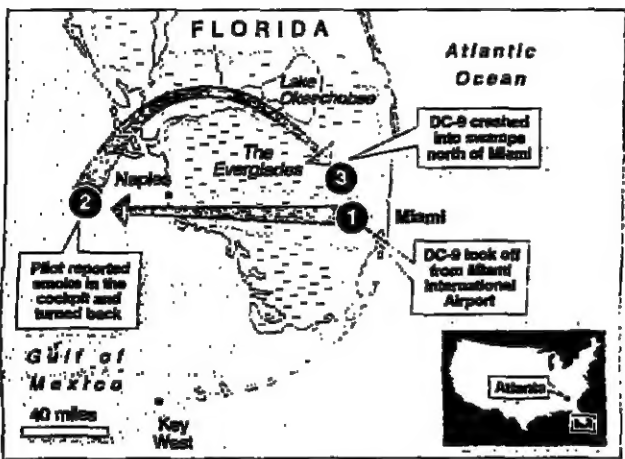 FLORIDA
Atlantic
Ocean
Lake
Okeechobee
DC-9 crashed
into swamps
north of Miami
The
Everglades
3
Naples
2
1
Miami
Pilot reported
smoke in the
cockpit and
turned back
DC-9 took off
from Miami
International
Airport
Gulf of
Mexico
40 miles
Key
West
Atlanta